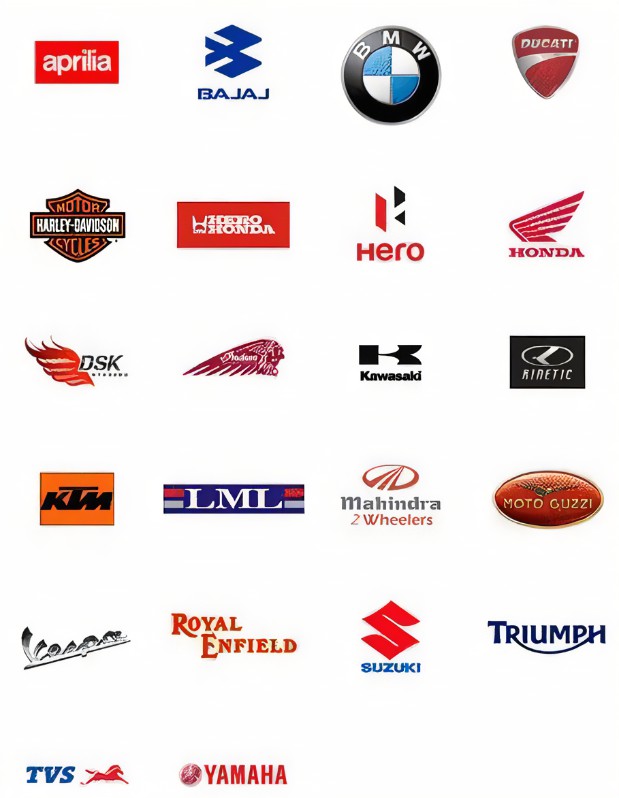 aprilia
BAJAJ
BMW
DUCATI
MOTOR
HARLEY-DAVIDSON
CYCLES
HERO
HONDA
Hero
HONDA
DSK
Indian
Kawasaki
KINETIC
KTM
LML
Mahindra
2 Wheelers
MOTO GUZZI
Vespa
ROYAL
ENFIELD
SUZUKI
TRIUMPH
TVS
YAMAHA